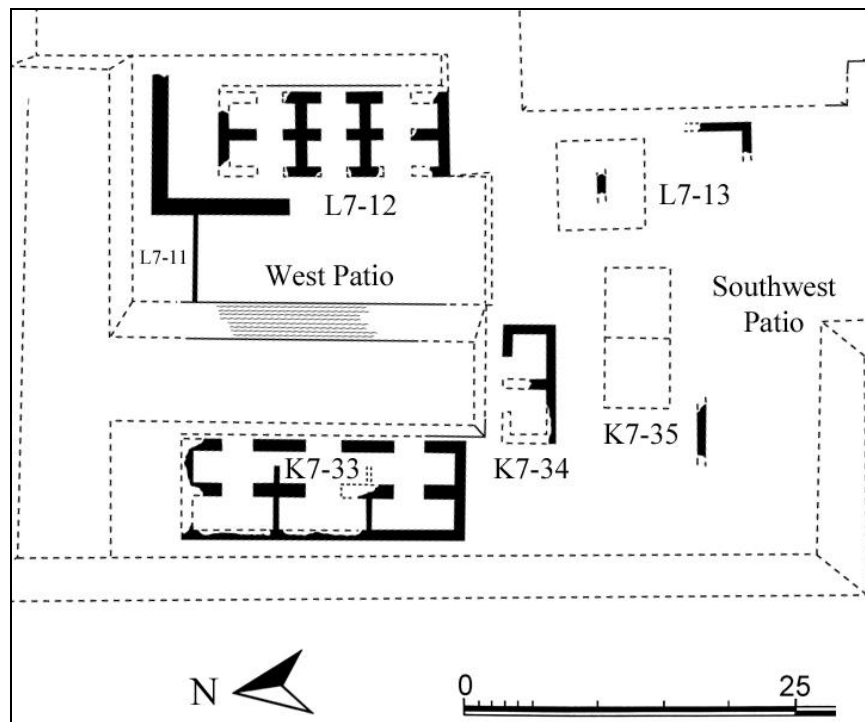 L7-12
L7-13
L7-11
West Patio
Southwest
Patio
K7-35
K7-34
K7-33
N
0
25